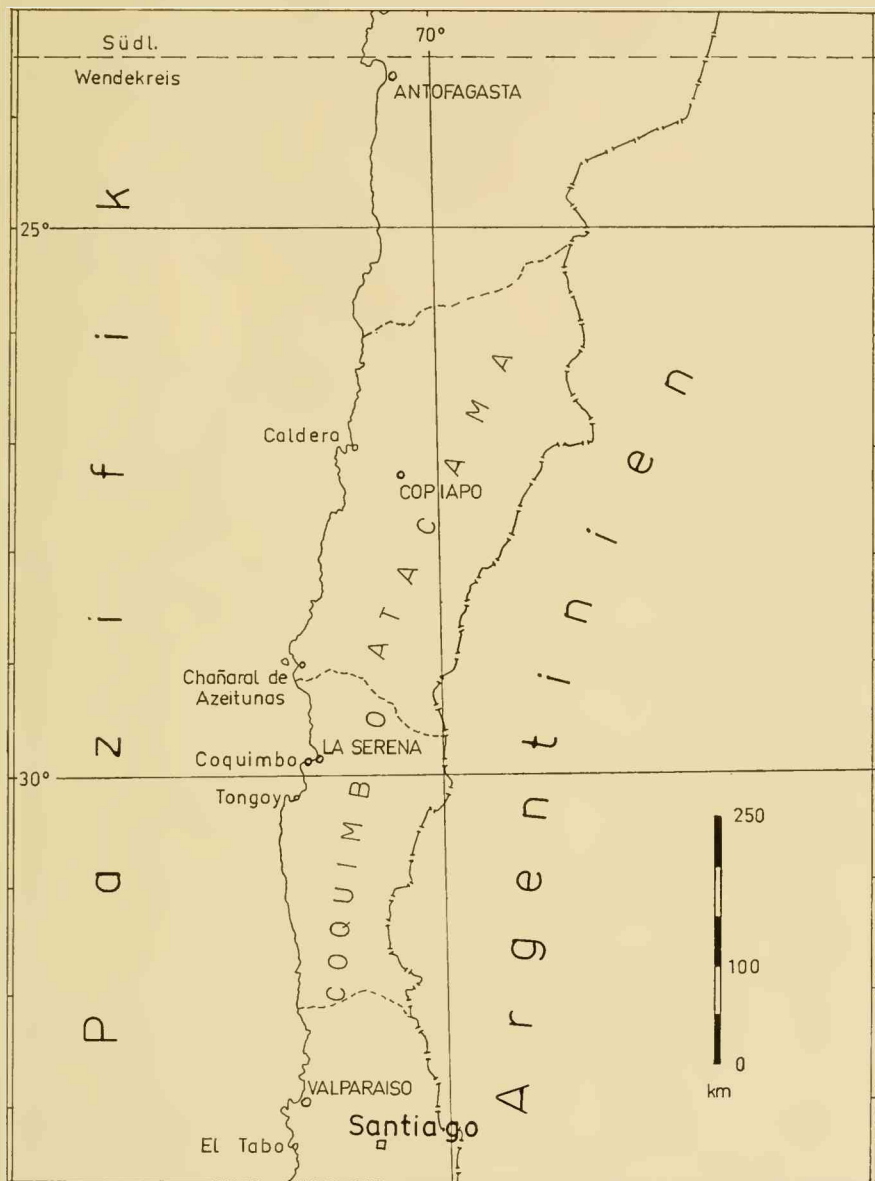 Südl.
Wendekreis
70°
ANTOFAGASTA
25°
Caldera
COPIAPO
ATACAMA
Chañaral de
Azeitunas
LA SERENA
Coquimbo
30°
Tongoy
COQUIMBO
VALPARAISO
Santiago
El Tabo
Pazifik
Argentinien
250
100
0
km